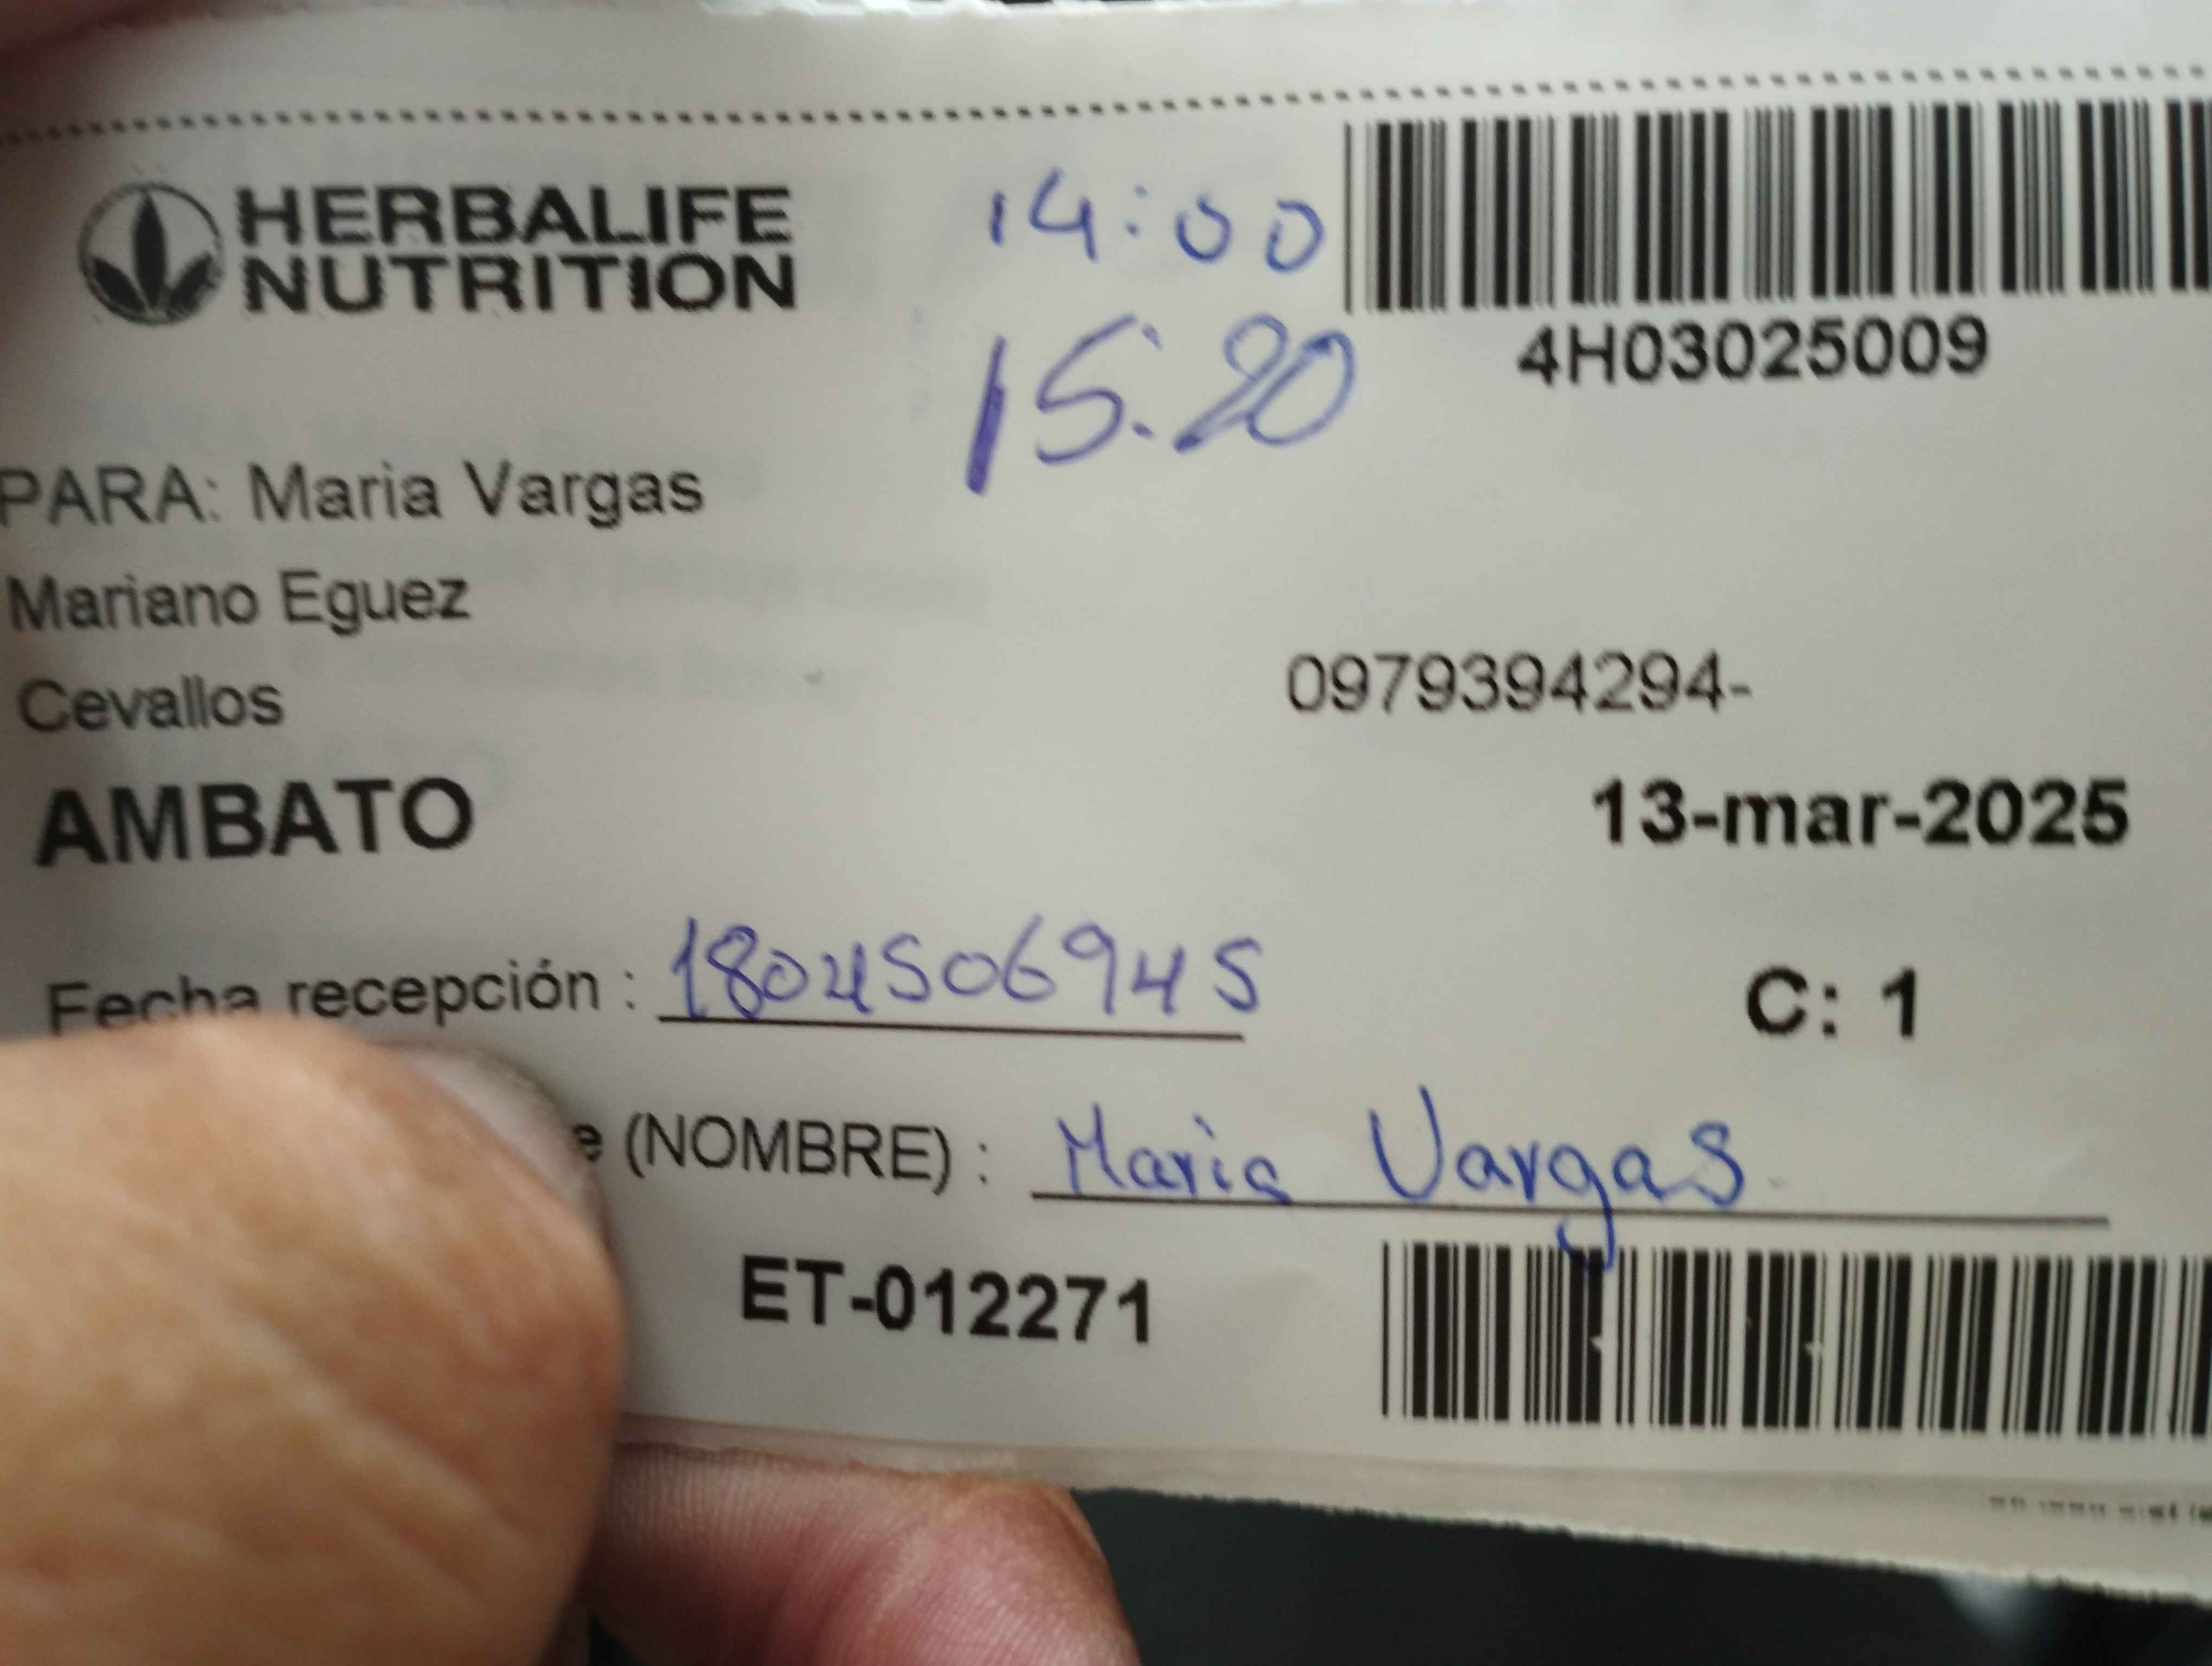 HERBALIFE
NUTRITION
14:00
15:20
4H03025009
PARA: Maria Vargas
Mariano Eguez
Cevallos
0979394294-
AMBATO
13-mar-2025
Fecha recepción : 1804506945
C: 1
(NOMBRE) : Maria Vargas.
ET-012271